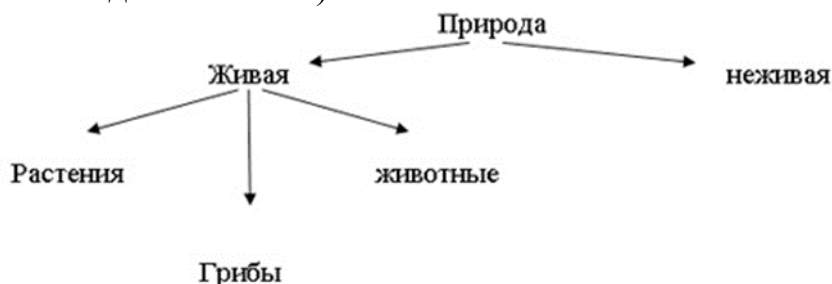 Природа
Живая
неживая
Растения
животные
Грибы